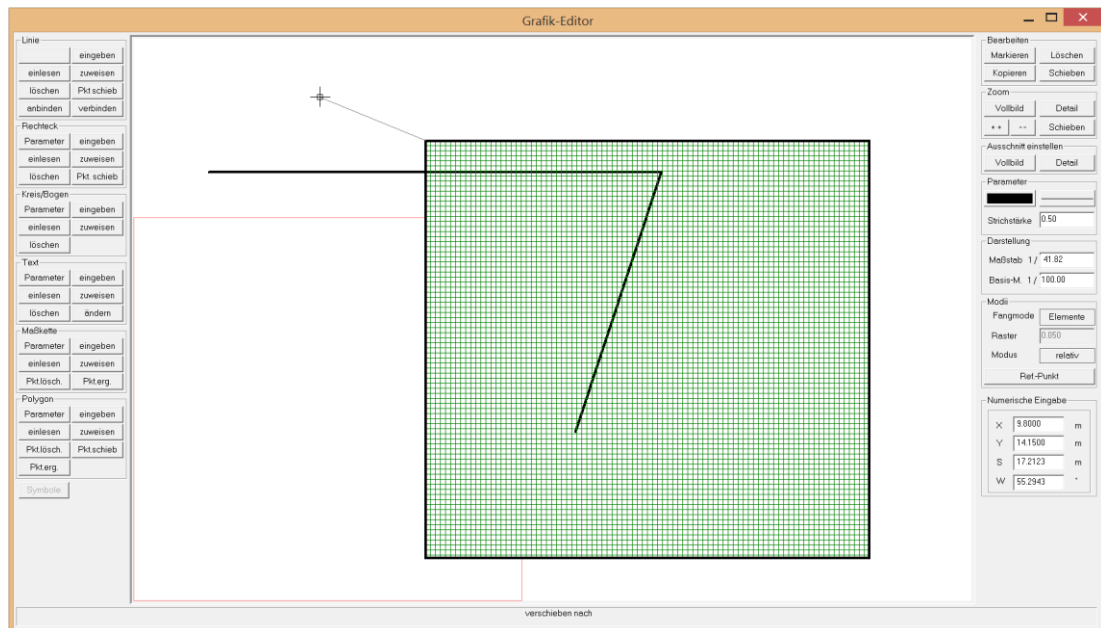 Grafik-Editor
Linie
eingeben
einlesen zuweisen
löschen Pkt schieb
anbinden verbinden
Rechteck
Parameter eingeben
einlesen zuweisen
löschen Pkt. schieb
Kreis/Bogen
Parameter eingeben
einlesen zuweisen
löschen
Text
Parameter eingeben
einlesen zuweisen
löschen ändern
Maßkette
Parameter eingeben
einlesen zuweisen
Pkt.lösch. Pkt.erg.
Polygon
Parameter eingeben
einlesen zuweisen
Pkt.lösch. Pkt.schieb
Pkt.erg.
Symbole
Bearbeiten
Markieren Löschen
Kopieren Schieben
Zoom
Vollbild Detail
++ -- Schieben
Ausschnitt einstellen
Vollbild Detail
Parameter
Strichstärke 0.50
Darstellung
Maßstab 1 / 41.82
Basis-M. 1 / 100.00
Modii
Fangmode Elemente
Raster 0.050
Modus relativ
Ref.-Punkt
Numerische Eingabe
X 9.8000 m
Y 14.1500 m
S 17.2123 m
W 55.2943 °
verschieben nach